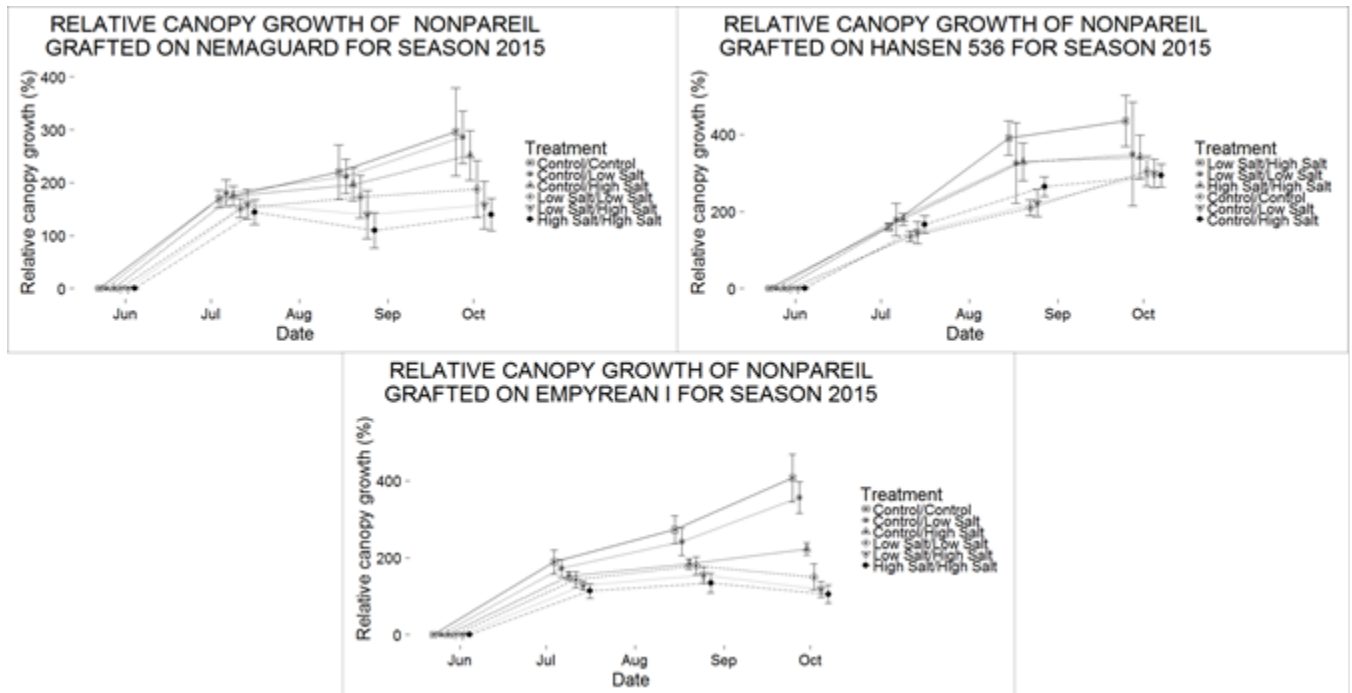 RELATIVE CANOPY GROWTH OF NONPAREIL
GRAFTED ON NEMAGUARD FOR SEASON 2015
Relative canopy growth (%)
400
300
200
100
0
Jun Jul Aug Sep Oct
Date
Treatment
Control/Control
Control/Low Salt
Control/High Salt
Low Salt/Low Salt
Low Salt/High Salt
High Salt/HIgh Salt
RELATIVE CANOPY GROWTH OF NONPAREIL
GRAFTED ON HANSEN 536 FOR SEASON 2015
Relative canopy growth (%)
400
200
0
Jun Jul Aug Sep Oct
Date
Treatment
Low Salt/High Salt
Low Salt/Low Salt
High Salt/HIgh Salt
Control/Control
Control/Low Salt
Control/High Salt
RELATIVE CANOPY GROWTH OF NONPAREIL
GRAFTED ON EMPYREAN I FOR SEASON 2015
Relative canopy growth (%)
400
200
0
Jun Jul Aug Sep Oct
Date
Treatment
Control/Control
Control/Low Salt
Control/High Salt
Low Salt/Low Salt
Low Salt/High Salt
High Salt/HIgh Salt